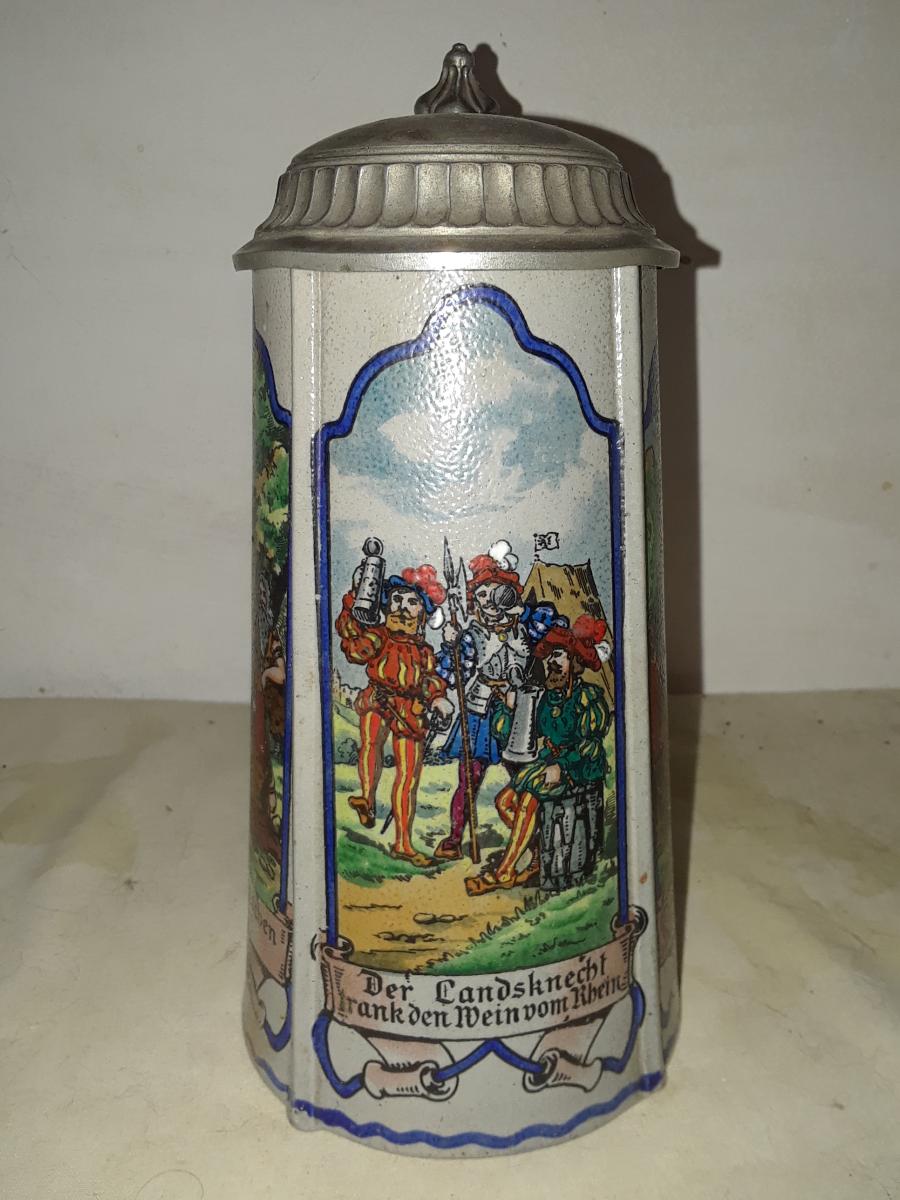 Der Landsknecht
trank den Wein vom Rhein